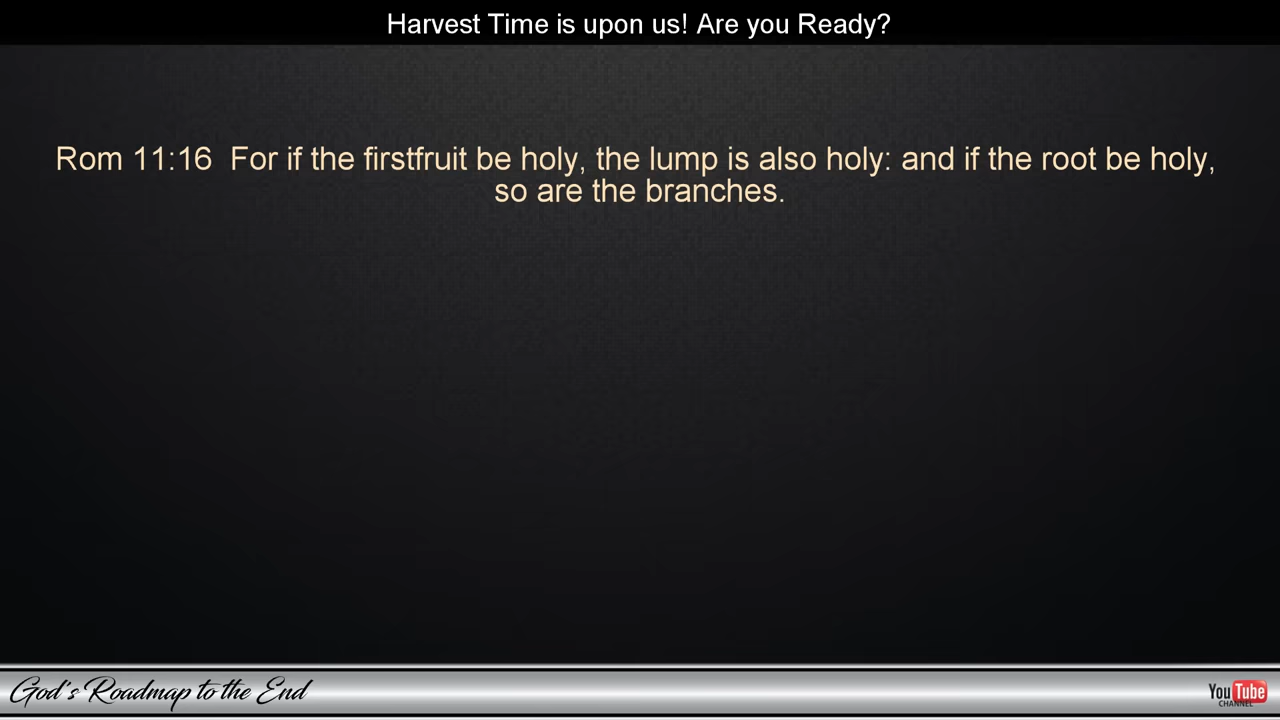 Harvest Time is upon us! Are you Ready?
Rom 11:16  For if the firstfruit be holy, the lump is also holy: and if the root be holy,
so are the branches.
God's Roadmap to the End
YouTube
CHANNEL